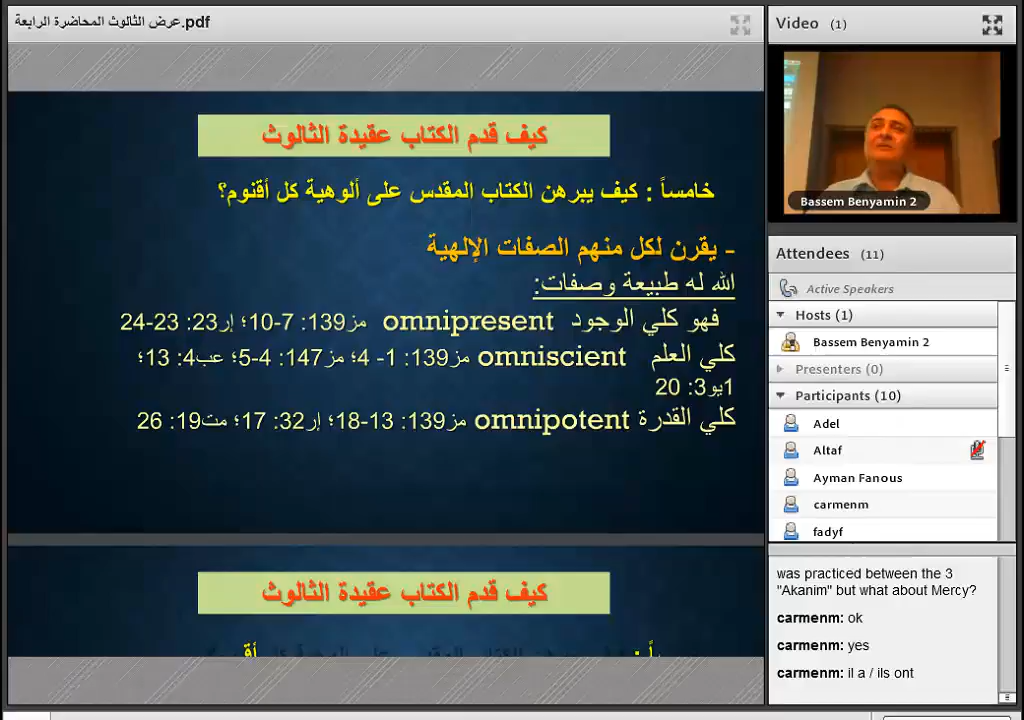 عرض الثالوث المحاضرة الرابعة.pdf
كيف قدم الكتاب عقيدة الثالوث
خامساً : كيف يبرهن الكتاب المقدس على ألوهية كل أقنوم؟
- يقرن لكل منهم الصفات الإلهية
الله له طبيعة وصفات:
فهو كلي الوجود omnipresent مز139: 7-10؛ إر23: 23-24
كلي العلم omniscient مز139: 1- 4؛ مز147: 4-5؛ عب4: 13؛
1يو3: 20
كلي القدرة omnipotent مز139: 13-18؛ إر32: 17؛ مت19: 26
كيف قدم الكتاب عقيدة الثالوث
Video (1)
Bassem Benyamin 2
Attendees (11)
Active Speakers
Hosts (1)
Bassem Benyamin 2
Presenters (0)
Participants (10)
Adel
Altaf
Ayman Fanous
carmenm
fadyf
was practiced between the 3
"Akanim" but what about Mercy?
carmenm: ok
carmenm: yes
carmenm: il a / ils ont